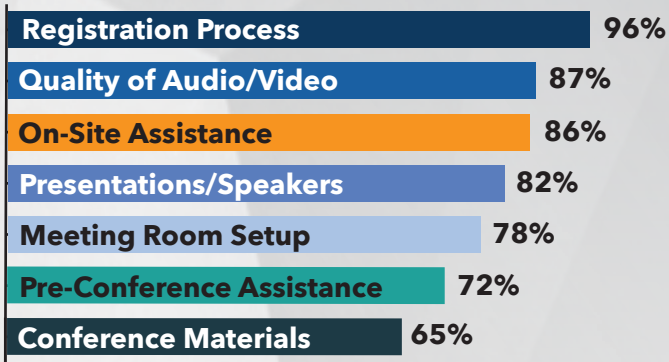 Registration Process 96%
Quality of Audio/Video 87%
On-Site Assistance 86%
Presentations/Speakers 82%
Meeting Room Setup 78%
Pre-Conference Assistance 72%
Conference Materials 65%